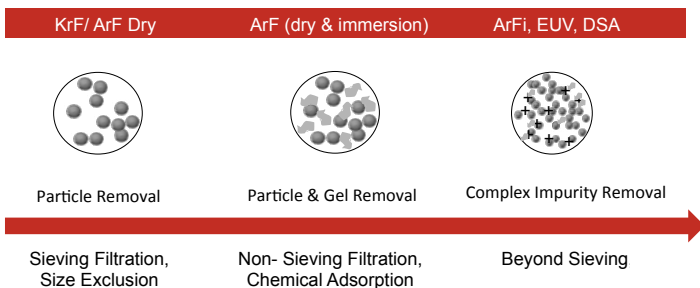 KrF/ ArF Dry
ArF (dry & immersion)
ArFi, EUV, DSA
Particle Removal
Particle & Gel Removal
Complex Impurity Removal
Sieving Filtration,
Size Exclusion
Non- Sieving Filtration,
Chemical Adsorption
Beyond Sieving